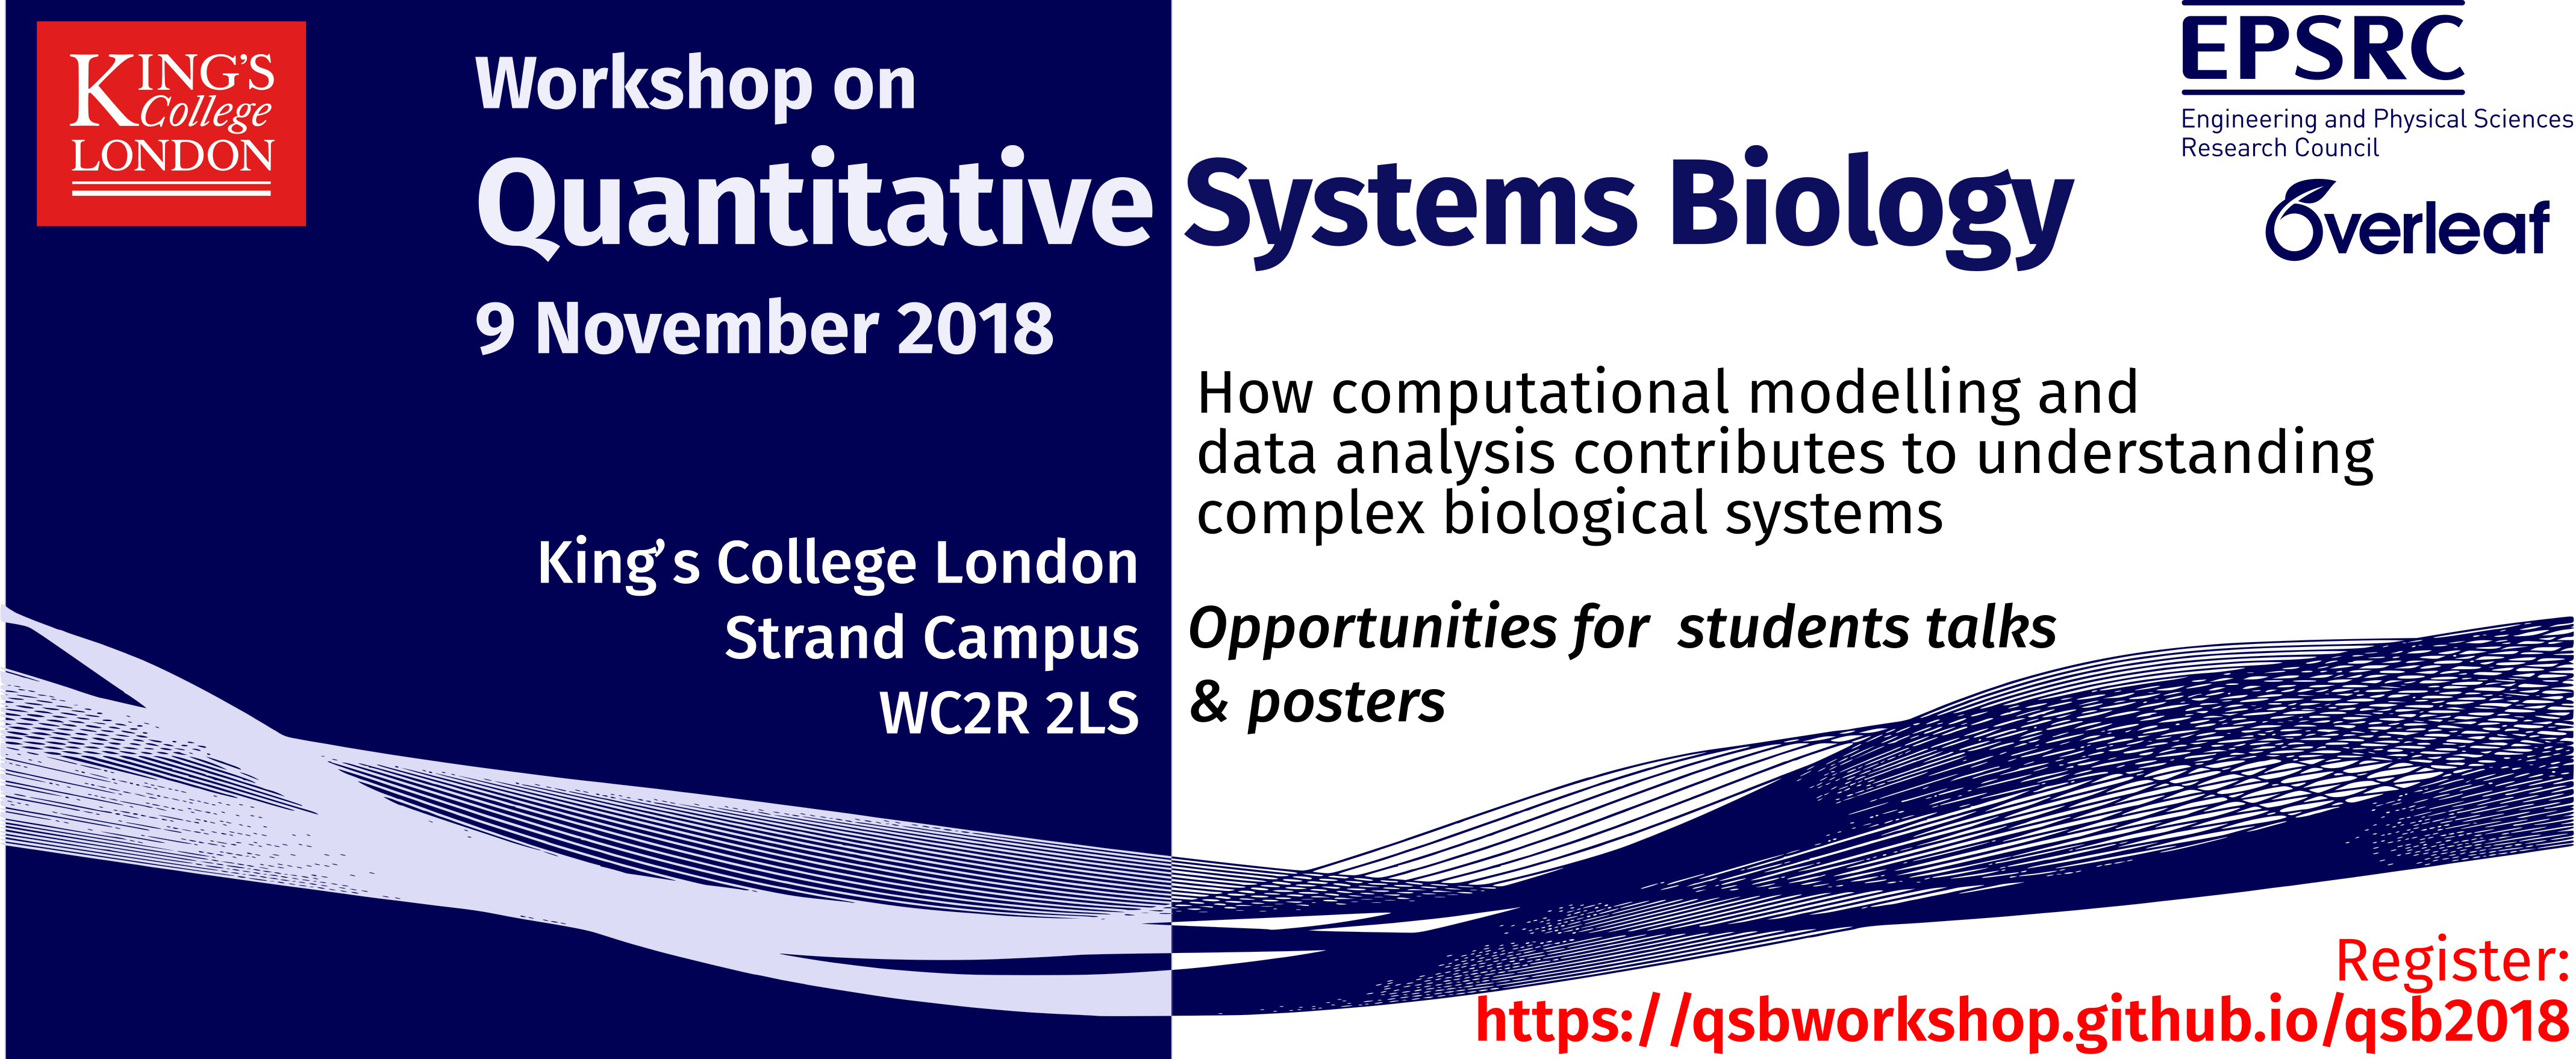 KING'S
College
LONDON
Workshop on
Quantitative Systems Biology
9 November 2018
EPSRC
Engineering and Physical Sciences
Research Council
Overleaf
How computational modelling and
data analysis contributes to understanding
complex biological systems
King's College London
Strand Campus
WC2R 2LS
Opportunities for students talks
& posters
Register:
https://qsbworkshop.github.io/qsb2018